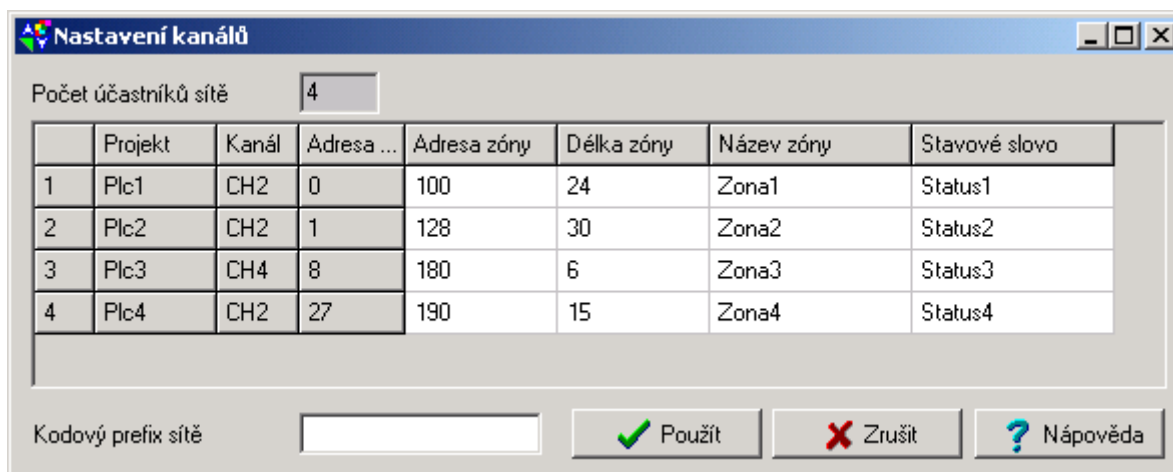 Nastavení kanálů
Počet účastníků sítě 4
Projekt Kanál Adresa ... Adresa zóny Délka zóny Název zóny Stavové slovo
1 Plc1 CH2 0 100 24 Zona1 Status1
2 Plc2 CH2 1 128 30 Zona2 Status2
3 Plc3 CH4 8 180 6 Zona3 Status3
4 Plc4 CH2 27 190 15 Zona4 Status4
Kodový prefix sítě Použít Zrušit Nápověda